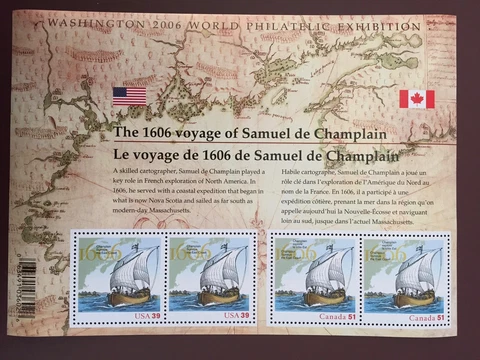 WASHINGTON 2006 WORLD PHILATELIC EXHIBITION
The 1606 voyage of Samuel de Champlain
Le voyage de 1606 de Samuel de Champlain
A skilled cartographer, Samuel de Champlain played a
key role in French exploration of North America. In
1606, he served with a coastal expedition that began in
what is now Nova Scotia and sailed as far south as
modern-day Massachusetts.
Habile cartographe, Samuel de Champlain a joué un
rôle clé dans l'exploration de l'Amérique du Nord au
nom de la France. En 1606, il a participé à une
expédition côtière, prenant la mer dans la région qu'on
appelle aujourd'hui la Nouvelle-Écosse et naviguant
loin au sud, jusque dans l'actuel Massachusetts.
1606
1606
1606
1606
USA 39
USA 39
Canada 51
Canada 51